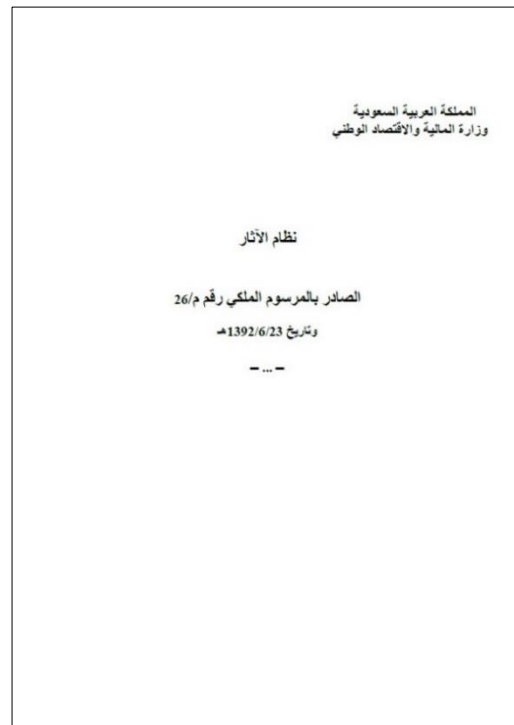 المملكة العربية السعودية
وزارة المالية والاقتصاد الوطني
نظام الآثار
الصادر بالمرسوم الملكي رقم م/26
وتاريخ 1392/6/23هـ
– ... –